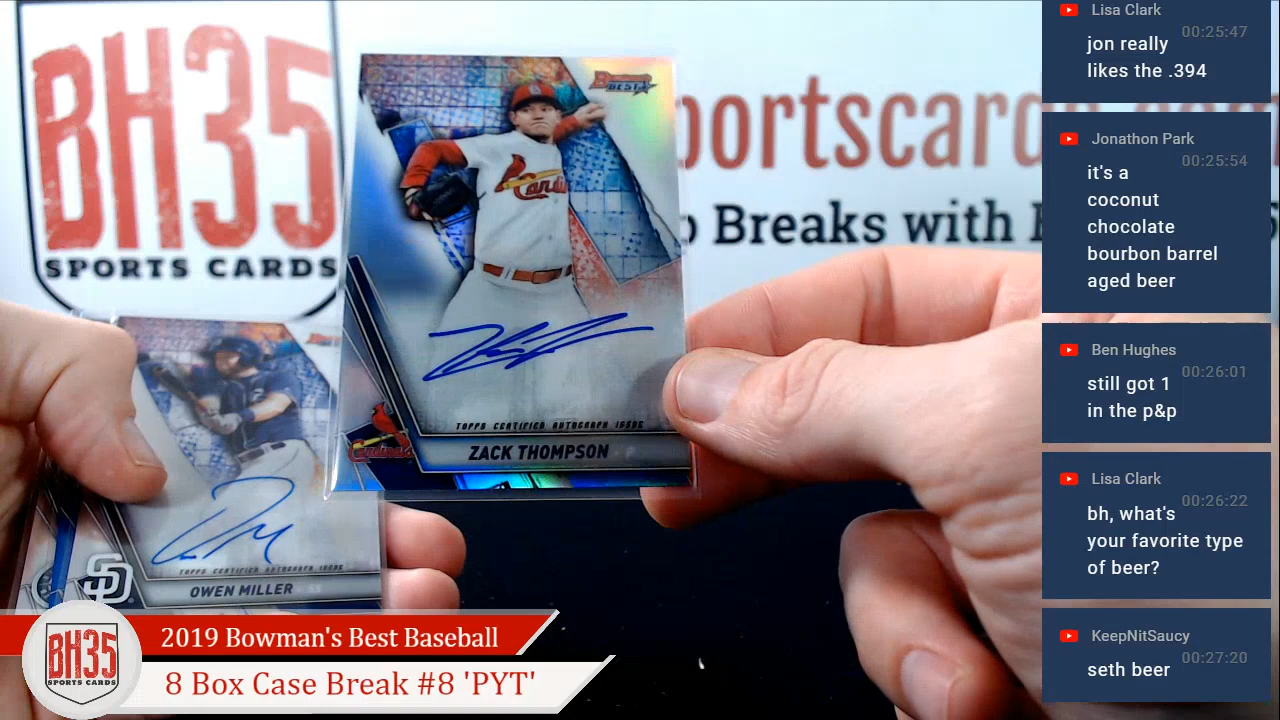 BH35
SPORTS CARDS
portscard
p Breaks with
BOWMAN'S
BEST
Cardinals
TOPPS CERTIFIED AUTOGRAPH ISSUE
ZACK THOMPSON
SD
TOPPS CERTIFIED AUTOGRAPH ISSUE
OWEN MILLER
BH35
SPORTS CARDS
2019 Bowman's Best Baseball
8 Box Case Break #8 'PYT'
Lisa Clark
00:25:47
jon really
likes the .394
Jonathon Park
00:25:54
it's a
coconut
chocolate
bourbon barrel
aged beer
Ben Hughes
00:26:01
still got 1
in the p&p
Lisa Clark
00:26:22
bh, what's
your favorite type
of beer?
KeepNitSaucy
00:27:20
seth beer